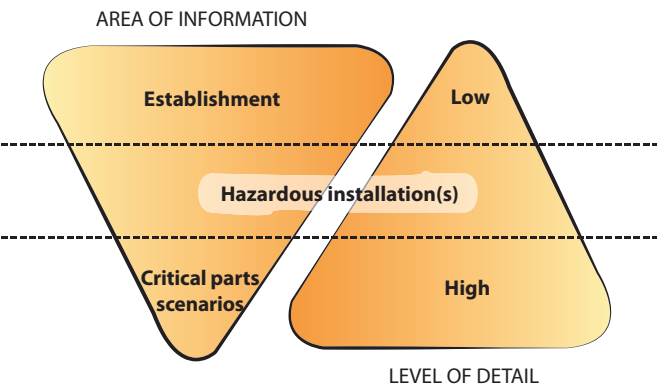 AREA OF INFORMATION
Establishment
Low
Hazardous installation(s)
Critical parts
scenarios
High
LEVEL OF DETAIL